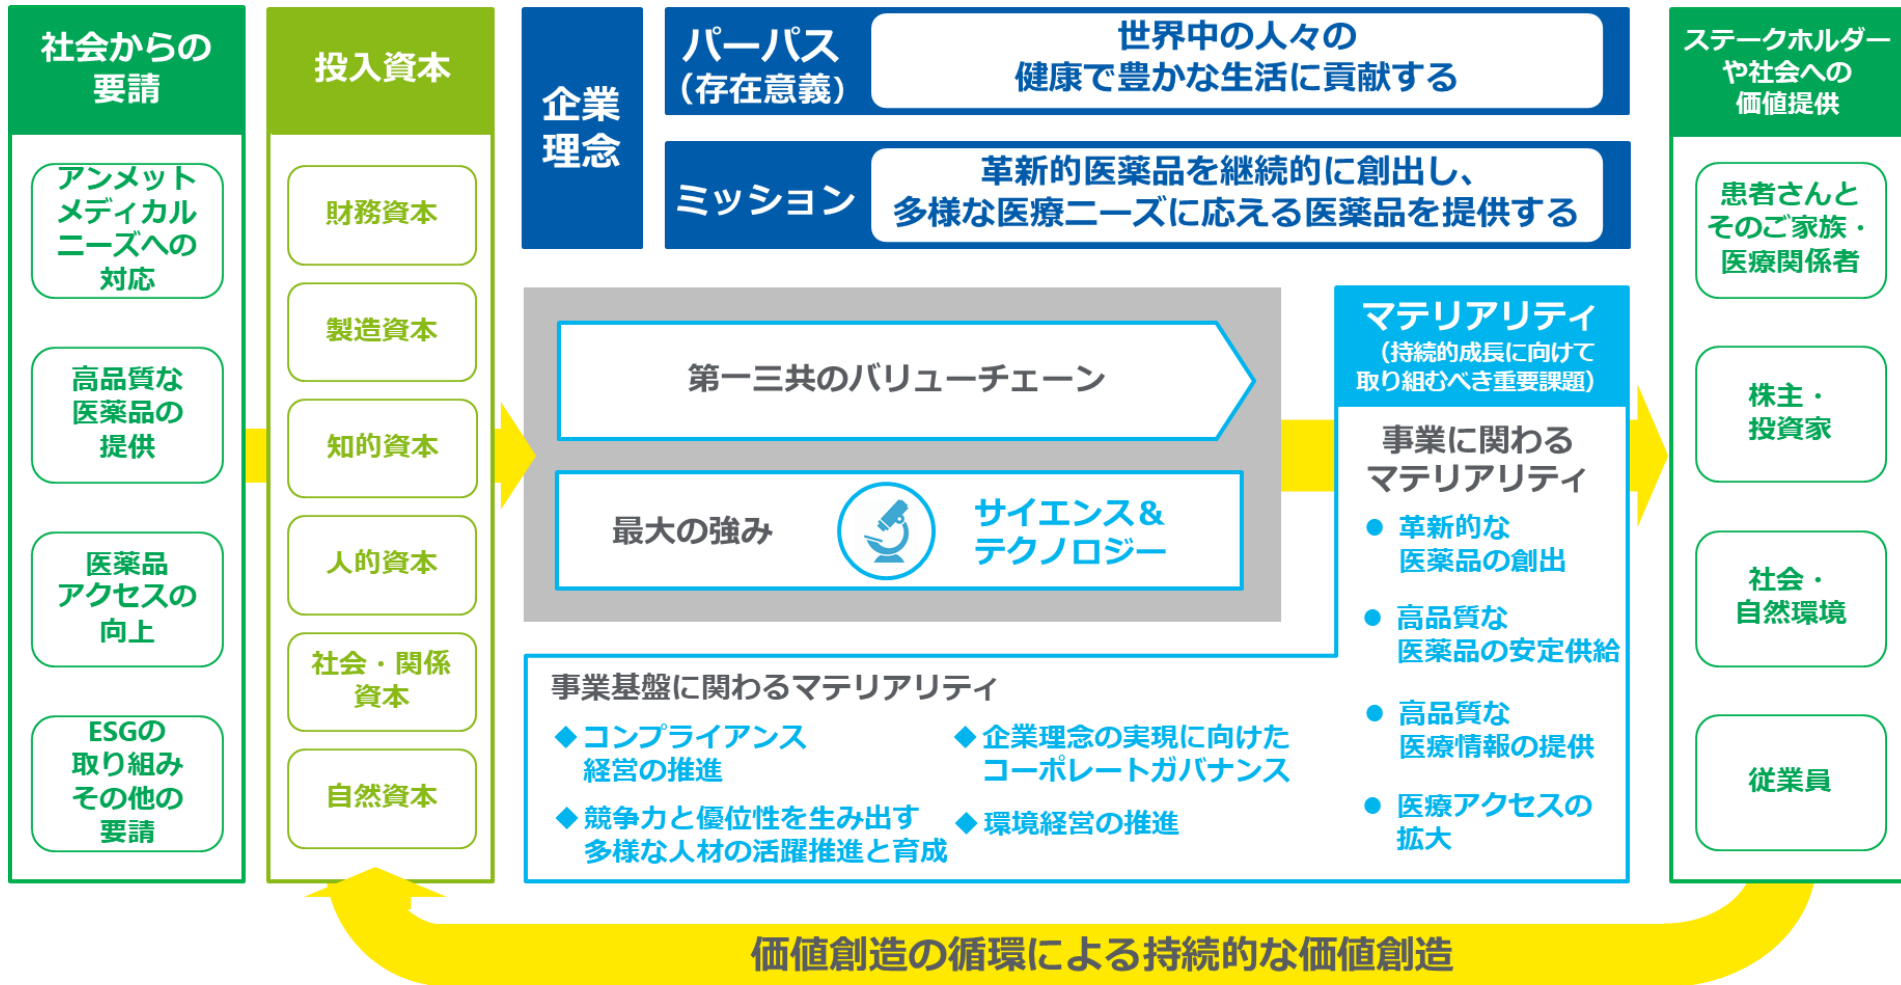 社会からの
要請
アンメット
メディカル
ニーズへの
対応
高品質な
医薬品の
提供
医薬品
アクセスの
向上
ESGの
取り組み
その他の
要請
投入資本
財務資本
製造資本
知的資本
人的資本
社会・関係
資本
自然資本
企業
理念
パーパス
（存在意義）
世界中の人々の
健康で豊かな生活に貢献する
ミッション
革新的医薬品を継続的に創出し、
多様な医療ニーズに応える医薬品を提供する
第一三共のバリューチェーン
最大の強み
サイエンス＆
テクノロジー
マテリアリティ
（持続的成長に向けて
取り組むべき重要課題）
事業に関わる
マテリアリティ
● 革新的な
医薬品の創出
● 高品質な
医薬品の安定供給
● 高品質な
医療情報の提供
● 医療アクセスの
拡大
事業基盤に関わるマテリアリティ
◆コンプライアンス
経営の推進
◆競争力と優位性を生み出す
多様な人材の活躍推進と育成
◆企業理念の実現に向けた
コーポレートガバナンス
◆環境経営の推進
ステークホルダー
や社会への
価値提供
患者さんと
そのご家族・
医療関係者
株主・
投資家
社会・
自然環境
従業員
価値創造の循環による持続的な価値創造